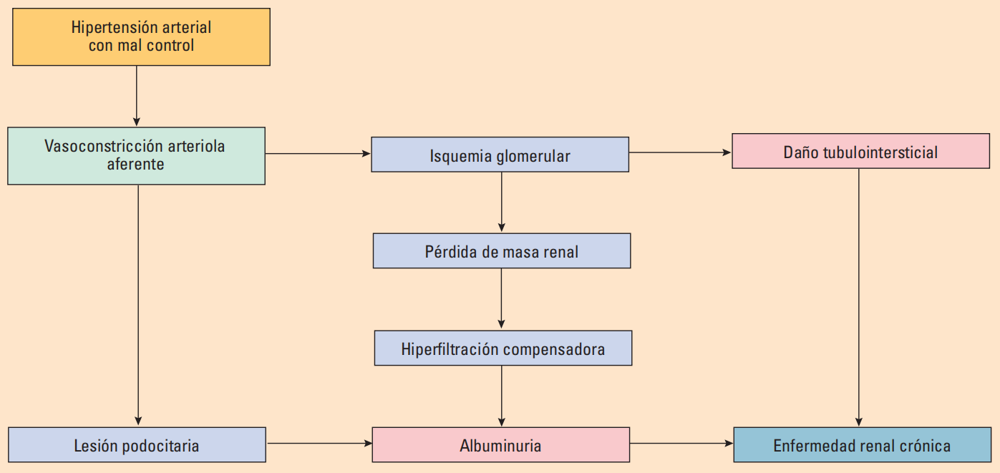 Hipertensión arterial
con mal control
Vasoconstricción arteriola
aferente
Isquemia glomerular
Daño tubulointersticial
Pérdida de masa renal
Hiperfiltración compensadora
Lesión podocitaria
Albuminuria
Enfermedad renal crónica